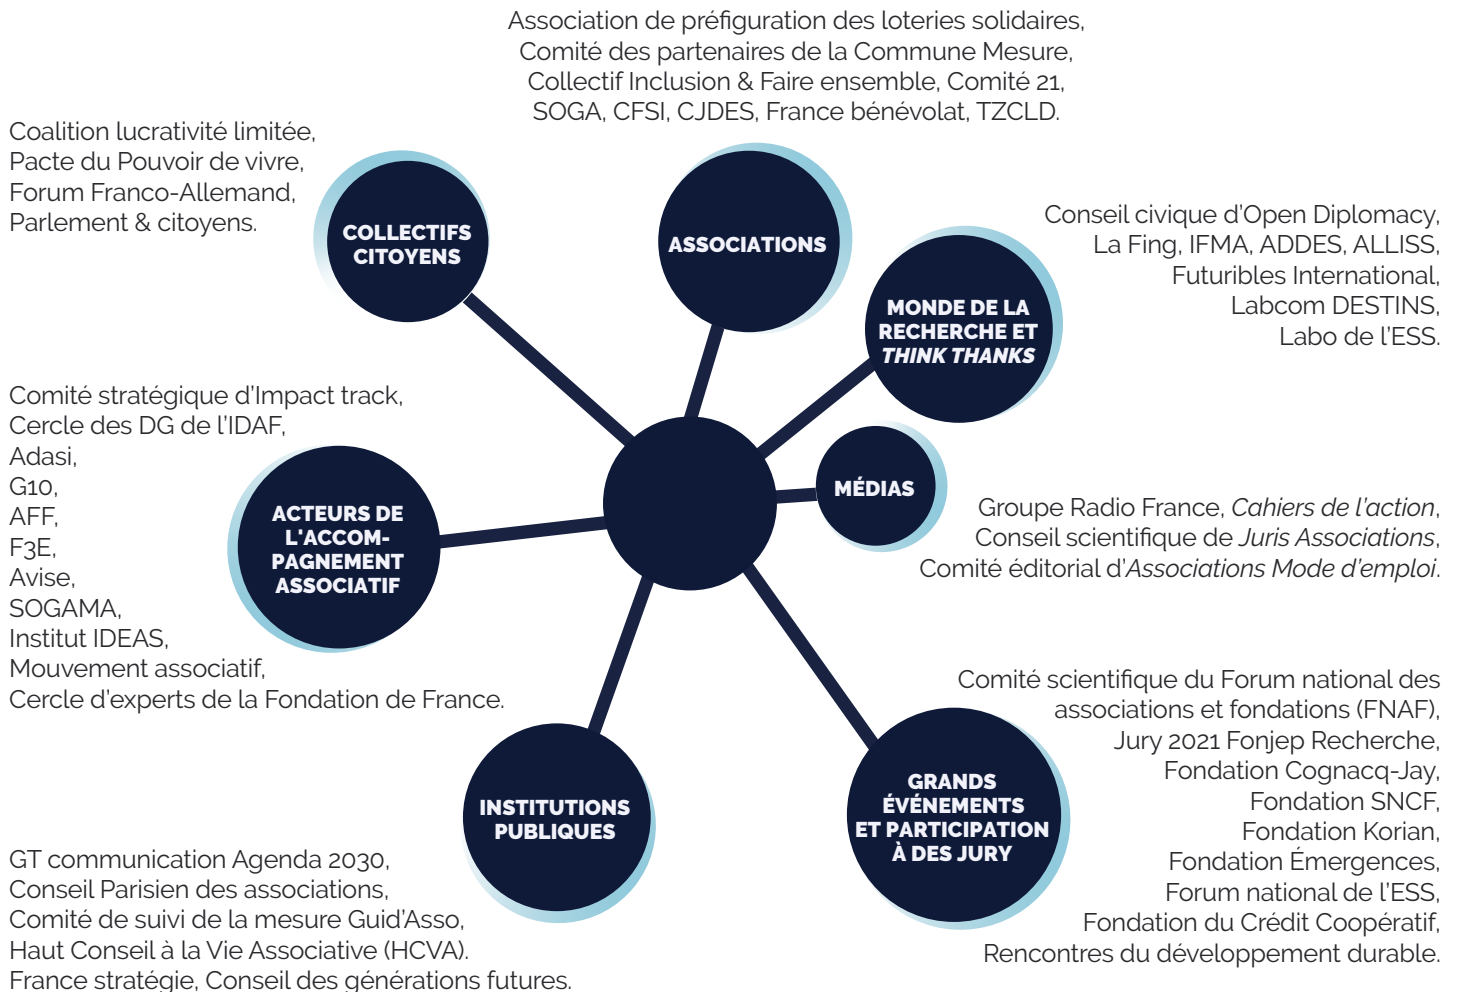 Association de préfiguration des loteries solidaires,
Comité des partenaires de la Commune Mesure,
Collectif Inclusion & Faire ensemble, Comité 21,
SOGA, CFSI, CJDES, France bénévolat, TZCLD.
Coalition lucrativité limitée,
Pacte du Pouvoir de vivre,
Forum Franco-Allemand,
Parlement & citoyens.
COLLECTIFS
CITOYENS
ASSOCIATIONS
Conseil civique d'Open Diplomacy,
La Fing, IFMA, ADDES, ALLISS,
Futuribles International,
Labcom DESTINS,
Labo de l'ESS.
MONDE DE LA
RECHERCHE ET
THINK THANKS
Comité stratégique d'Impact track,
Cercle des DG de l'IDAF,
Adasi,
G10,
AFF,
F3E,
Avise,
SOGAMA,
Institut IDEAS,
Mouvement associatif,
Cercle d'experts de la Fondation de France.
ACTEURS DE
L'ACCOM-
PAGNEMENT
ASSOCIATIF
MÉDIAS
Groupe Radio France, Cahiers de l'action,
Conseil scientifique de Juris Associations,
Comité éditorial d'Associations Mode d'emploi.
Comité scientifique du Forum national des
associations et fondations (FNAF),
Jury 2021 Fonjep Recherche,
Fondation Cognacq-Jay,
Fondation SNCF,
Fondation Korian,
Fondation Émergences,
Forum national de l'ESS,
Fondation du Crédit Coopératif,
Rencontres du développement durable.
GRANDS
ÉVÉNEMENTS
ET PARTICIPATION
À DES JURY
INSTITUTIONS
PUBLIQUES
GT communication Agenda 2030,
Conseil Parisien des associations,
Comité de suivi de la mesure Guid'Asso,
Haut Conseil à la Vie Associative (HCVA).
France stratégie, Conseil des générations futures.